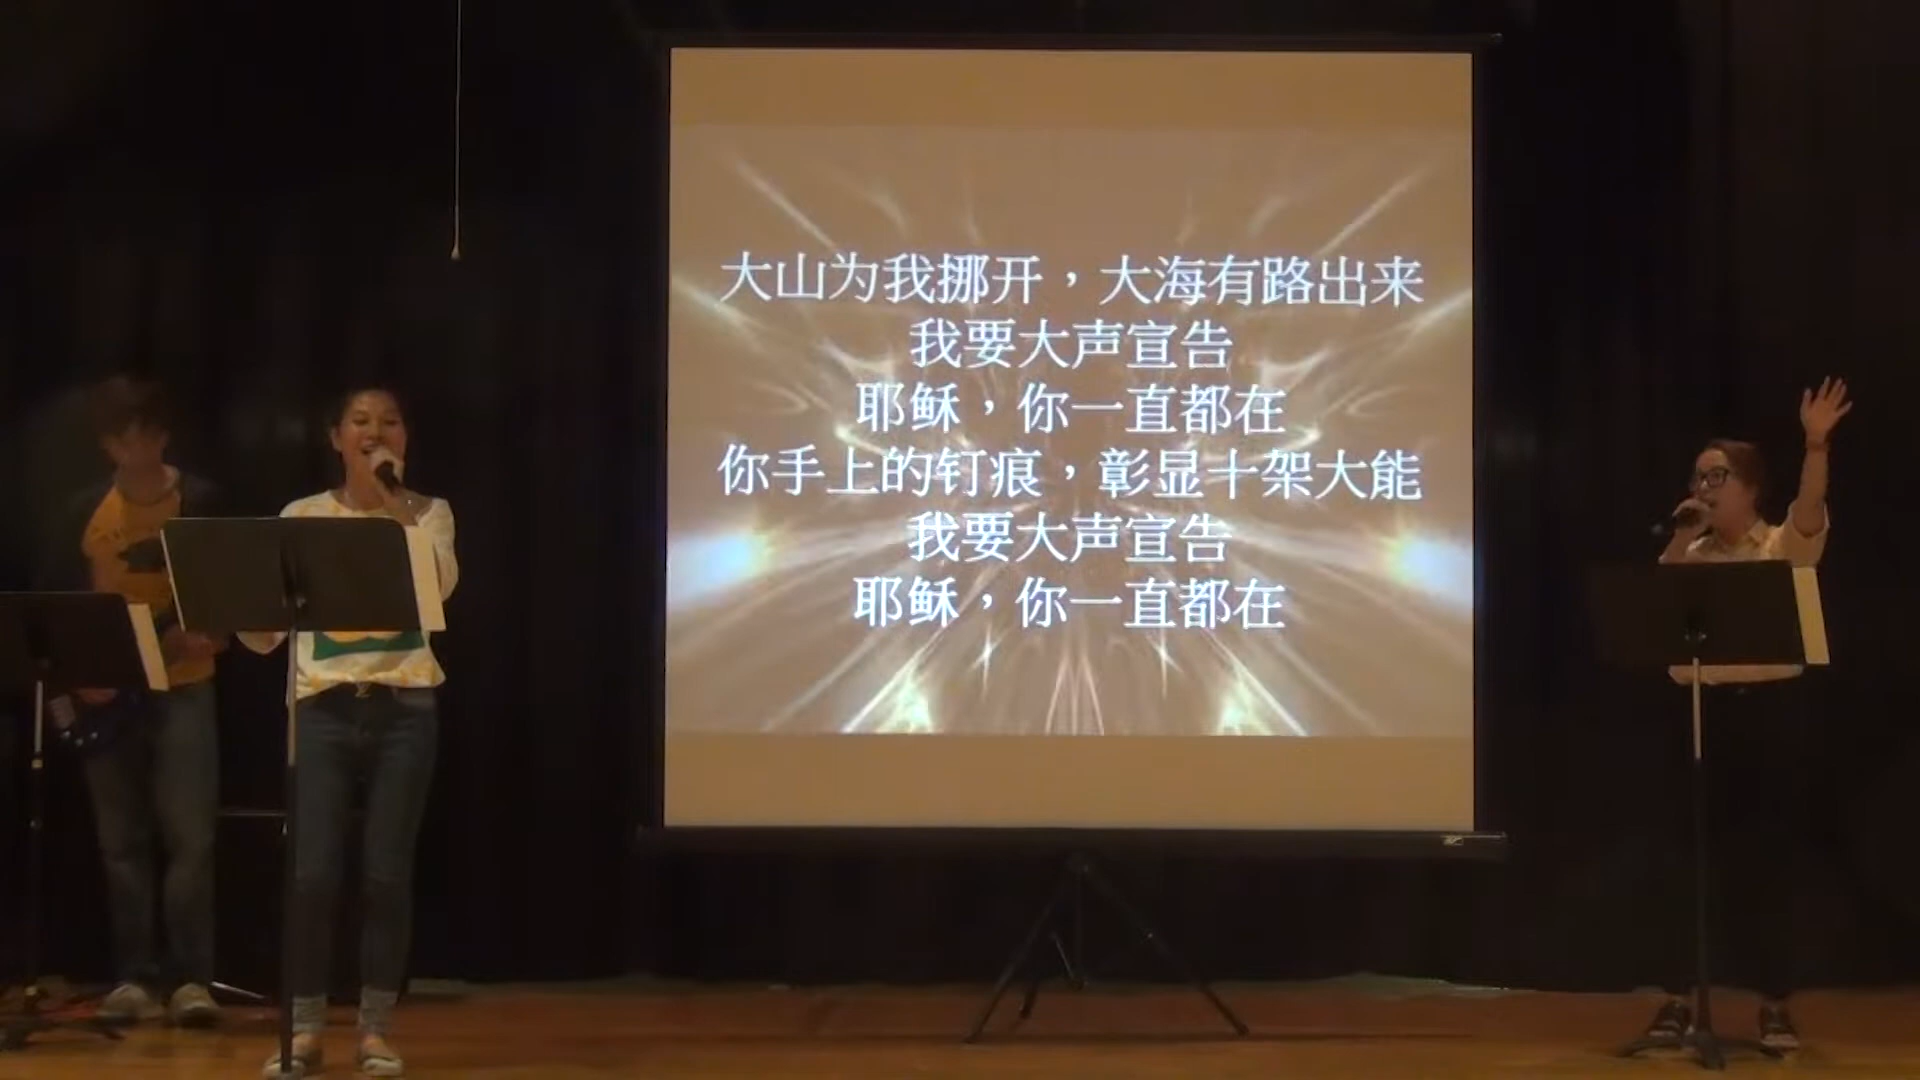 大山为我挪开，大海有路出来
我要大声宣告
耶稣，你一直都在
你手上的钉痕，彰显十架大能
我要大声宣告
耶稣，你一直都在